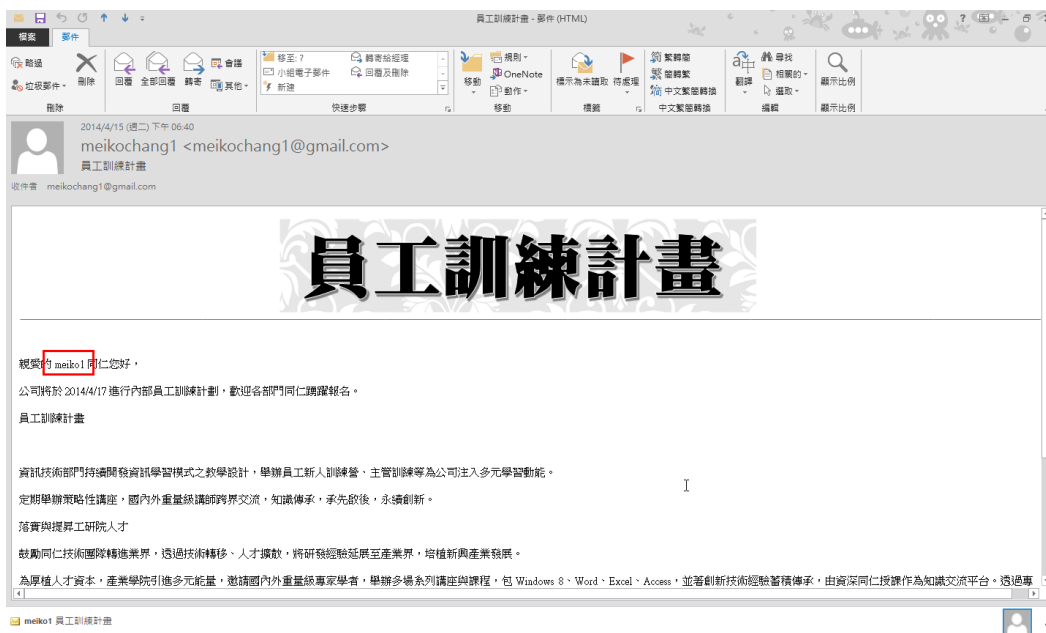 員工訓練計畫 - 郵件 (HTML)
檔案 郵件
略過 刪除 回覆 全部回覆 轉寄 會議 移至: ? 轉寄給經理 移動 規則 標示為未讀取 待處理 繁轉簡 翻譯 尋找 顯示比例
垃圾郵件 其他 小組電子郵件 回覆及刪除 OneNote 簡轉繁 相關的
新建 動作 中文繁簡轉換 選取
刪除 回覆 快速步驟 移動 標籤 中文繁簡轉換 編輯 顯示比例
2014/4/15 (週二) 下午 06:40
meikochang1 <meikochang1@gmail.com>
員工訓練計畫
收件者 meikochang1@gmail.com
員工訓練計畫
親愛的 meiko1 同仁您好，
公司將於 2014/4/17 進行內部員工訓練計劃，歡迎各部門同仁踴躍報名。
員工訓練計畫
資訊技術部門持續開發資訊學習模式之教學設計，舉辦員工新人訓練營、主管訓練等為公司注入多元學習動能。
定期舉辦策略性講座，國內外重量級講師跨界交流，知識傳承，承先啟後，永續創新。
落實與提昇工研院人才
鼓勵同仁技術團隊轉進業界，透過技術轉移、人才擴散，將研發經驗延展至產業界，培植新興產業發展。
為厚植人才資本，產業學院引進多元能量，邀請國內外重量級專家學者，舉辦多場系列講座與課程，包 Windows 8、Word、Excel、Access，並著創新技術經驗蓄積傳承，由資深同仁授課作為知識交流平台。透過專
meiko1 員工訓練計畫